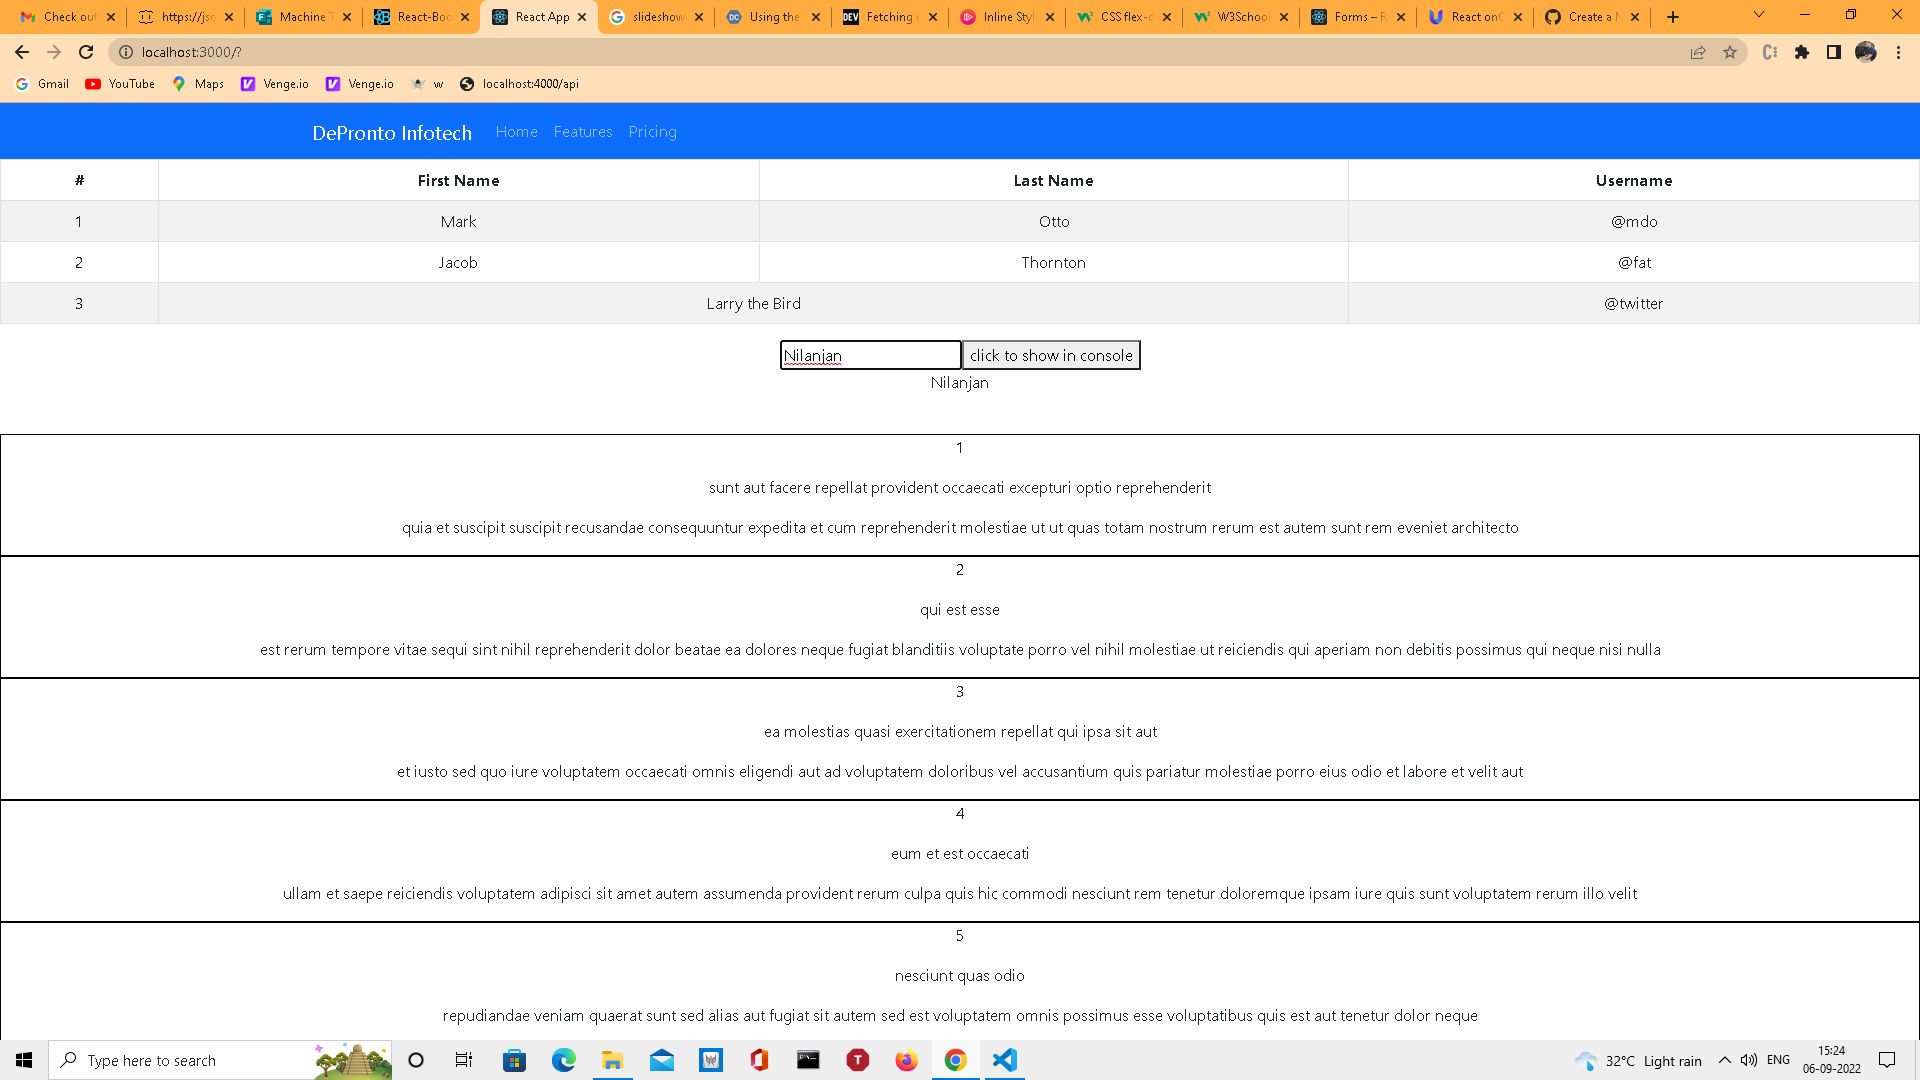 Check out
https://jso
Machine T
React-Boo
React App
slideshow
Using the
Fetching
Inline Styl
CSS flex-d
W3School
Forms – R
React onC
Create a N
localhost:3000/?
Gmail
YouTube
Maps
Venge.io
Venge.io
w
localhost:4000/api
DePronto Infotech Home Features Pricing
# First Name Last Name Username
1 Mark Otto @mdo
2 Jacob Thornton @fat
3 Larry the Bird @twitter
Nilanjan click to show in console
Nilanjan
1
sunt aut facere repellat provident occaecati excepturi optio reprehenderit
quia et suscipit suscipit recusandae consequuntur expedita et cum reprehenderit molestiae ut ut quas totam nostrum rerum est autem sunt rem eveniet architecto
2
qui est esse
est rerum tempore vitae sequi sint nihil reprehenderit dolor beatae ea dolores neque fugiat blanditiis voluptate porro vel nihil molestiae ut reiciendis qui aperiam non debitis possimus qui neque nisi nulla
3
ea molestias quasi exercitationem repellat qui ipsa sit aut
et iusto sed quo iure voluptatem occaecati omnis eligendi aut ad voluptatem doloribus vel accusantium quis pariatur molestiae porro eius odio et labore et velit aut
4
eum et est occaecati
ullam et saepe reiciendis voluptatem adipisci sit amet autem assumenda provident rerum culpa quis hic commodi nesciunt rem tenetur doloremque ipsam iure quis sunt voluptatem rerum illo velit
5
nesciunt quas odio
repudiandae veniam quaerat sunt sed alias aut fugiat sit autem sed est voluptatem omnis possimus esse voluptatibus quis est aut tenetur dolor neque
Type here to search
32°C Light rain
ENG
15:24
06-09-2022